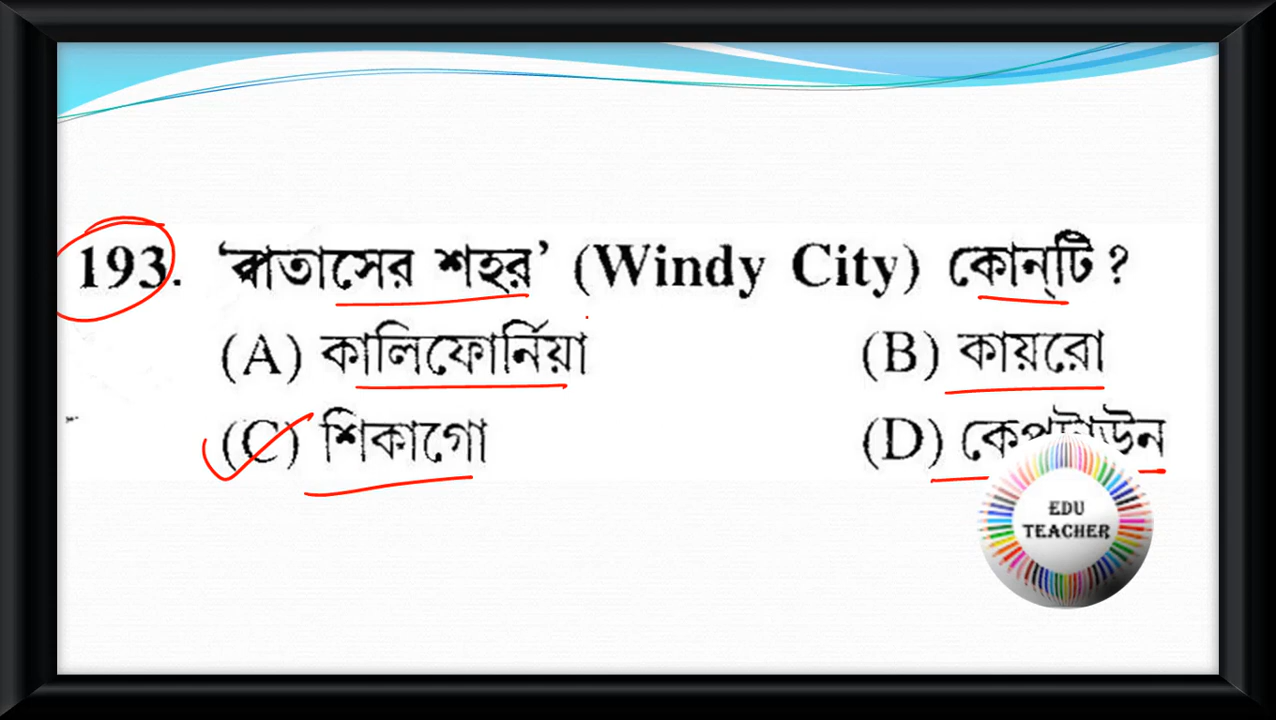 193. ‘বাতাসের শহর’ (Windy City) কোন্‌টি ?
(A) কালিফোর্নিয়া (B) কায়রো
(C) শিকাগো (D) কেপটাউন
EDU
TEACHER